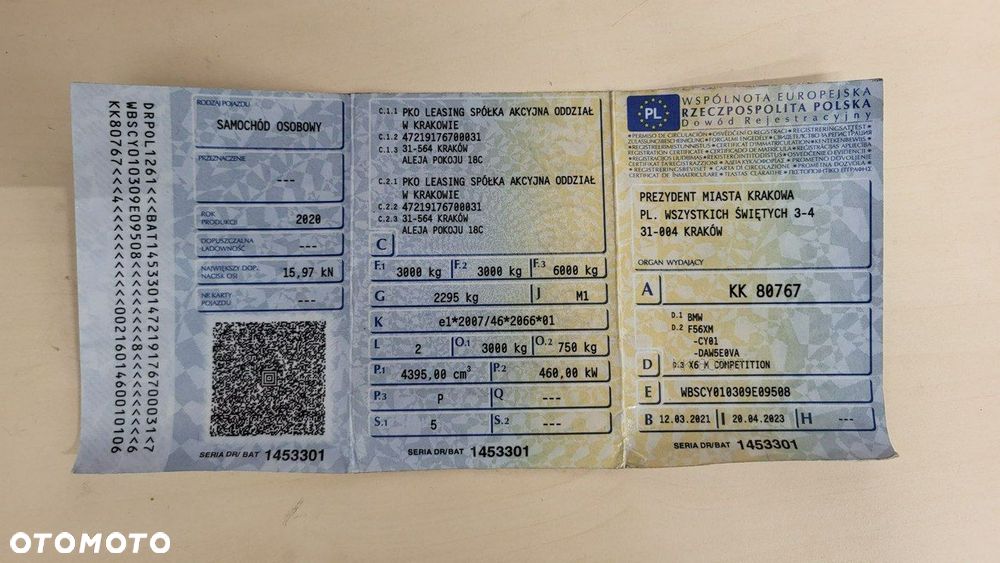 DRPOL1261<<BAT14533014721917670003 1<7
WBSCY010309E09508<<<<<<<8<<<<<<<<<<6
KK80767<<<4<<<<<<<<<0021601460010106
RODZAJ POJAZDU
SAMOCHÓD OSOBOWY
PRZEZNACZENIE
---
ROK PRODUKCJI
2020
DOPUSZCZALNA ŁADOWNOŚĆ
---
NAJWIĘKSZY DOP. NACISK OSI
15,97 kN
NR KARTY POJAZDU
---
SERIA DR/BAT 1453301
C.1.1 PKO LEASING SPÓŁKA AKCYJNA ODDZIAŁ
W KRAKOWIE
C.1.2 47219176700031
C.1.3 31-564 KRAKÓW
ALEJA POKOJU 18C
C.2.1 PKO LEASING SPÓŁKA AKCYJNA ODDZIAŁ
W KRAKOWIE
C.2.2 47219176700031
C.2.3 31-564 KRAKÓW
ALEJA POKOJU 18C
C
F.1 3000 kg F.2 3000 kg F.3 6000 kg
G 2295 kg J M1
K e1*2007/46*2066*01
L 2 O.1 3000 kg O.2 750 kg
P.1 4395,00 cm³ P.2 460,00 kW
P.3 P Q ---
S.1 5 S.2 ---
SERIA DR/BAT 1453301
PL
WSPÓLNOTA EUROPEJSKA
RZECZPOSPOLITA POLSKA
Dowód Rejestracyjny
PREZYDENT MIASTA KRAKOWA
PL. WSZYSTKICH ŚWIĘTYCH 3-4
31-004 KRAKÓW
ORGAN WYDAJĄCY
A KK 80767
D.1 BMW
D.2 F56XM
-CY01
-DAW5E0VA
D D.3 X6 M COMPETITION
E WBSCY010309E09508
B 12.03.2021 I 20.04.2023 H ---
SERIA DR/BAT 1453301
OTOMOTO